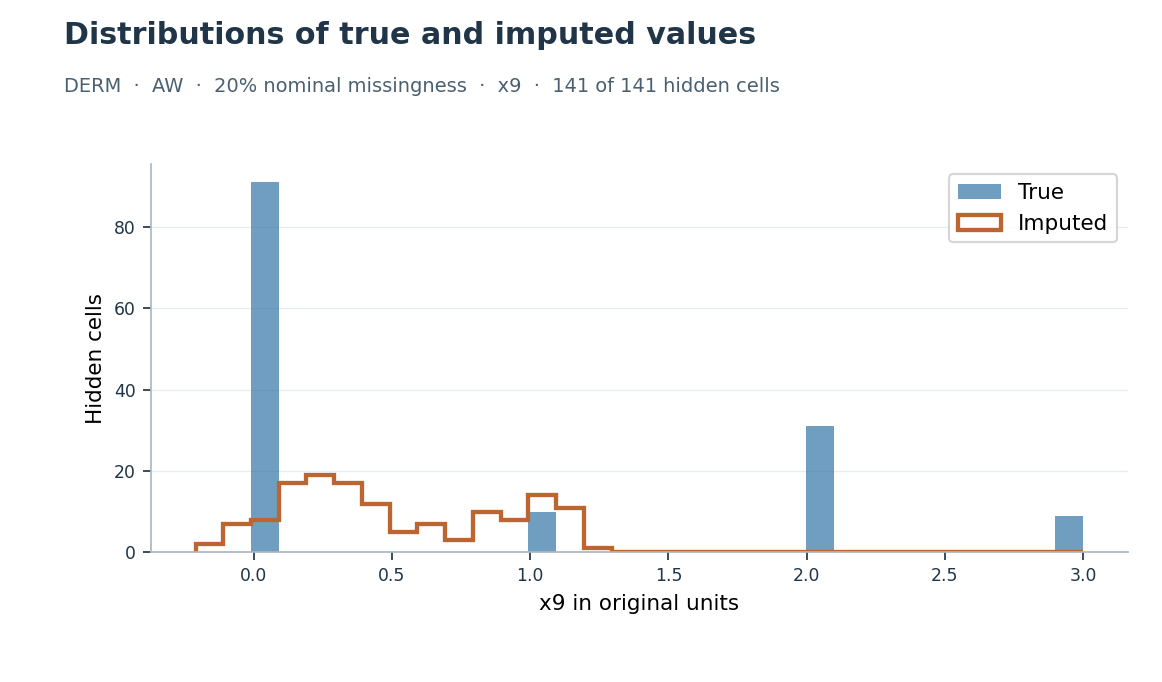 Distributions of true and imputed values
DERM · AW · 20% nominal missingness · x9 · 141 of 141 hidden cells
True
Imputed
Hidden cells
80
60
40
20
0
0.0 0.5 1.0 1.5 2.0 2.5 3.0
x9 in original units